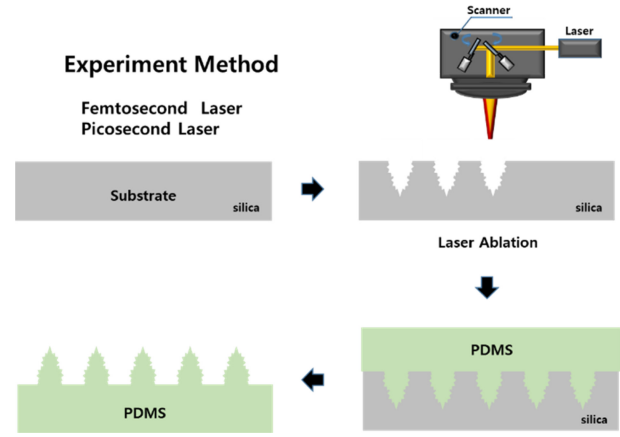 Scanner
Laser
Experiment Method
Femtosecond Laser
Picosecond Laser
Substrate
silica
silica
Laser Ablation
PDMS
silica
PDMS